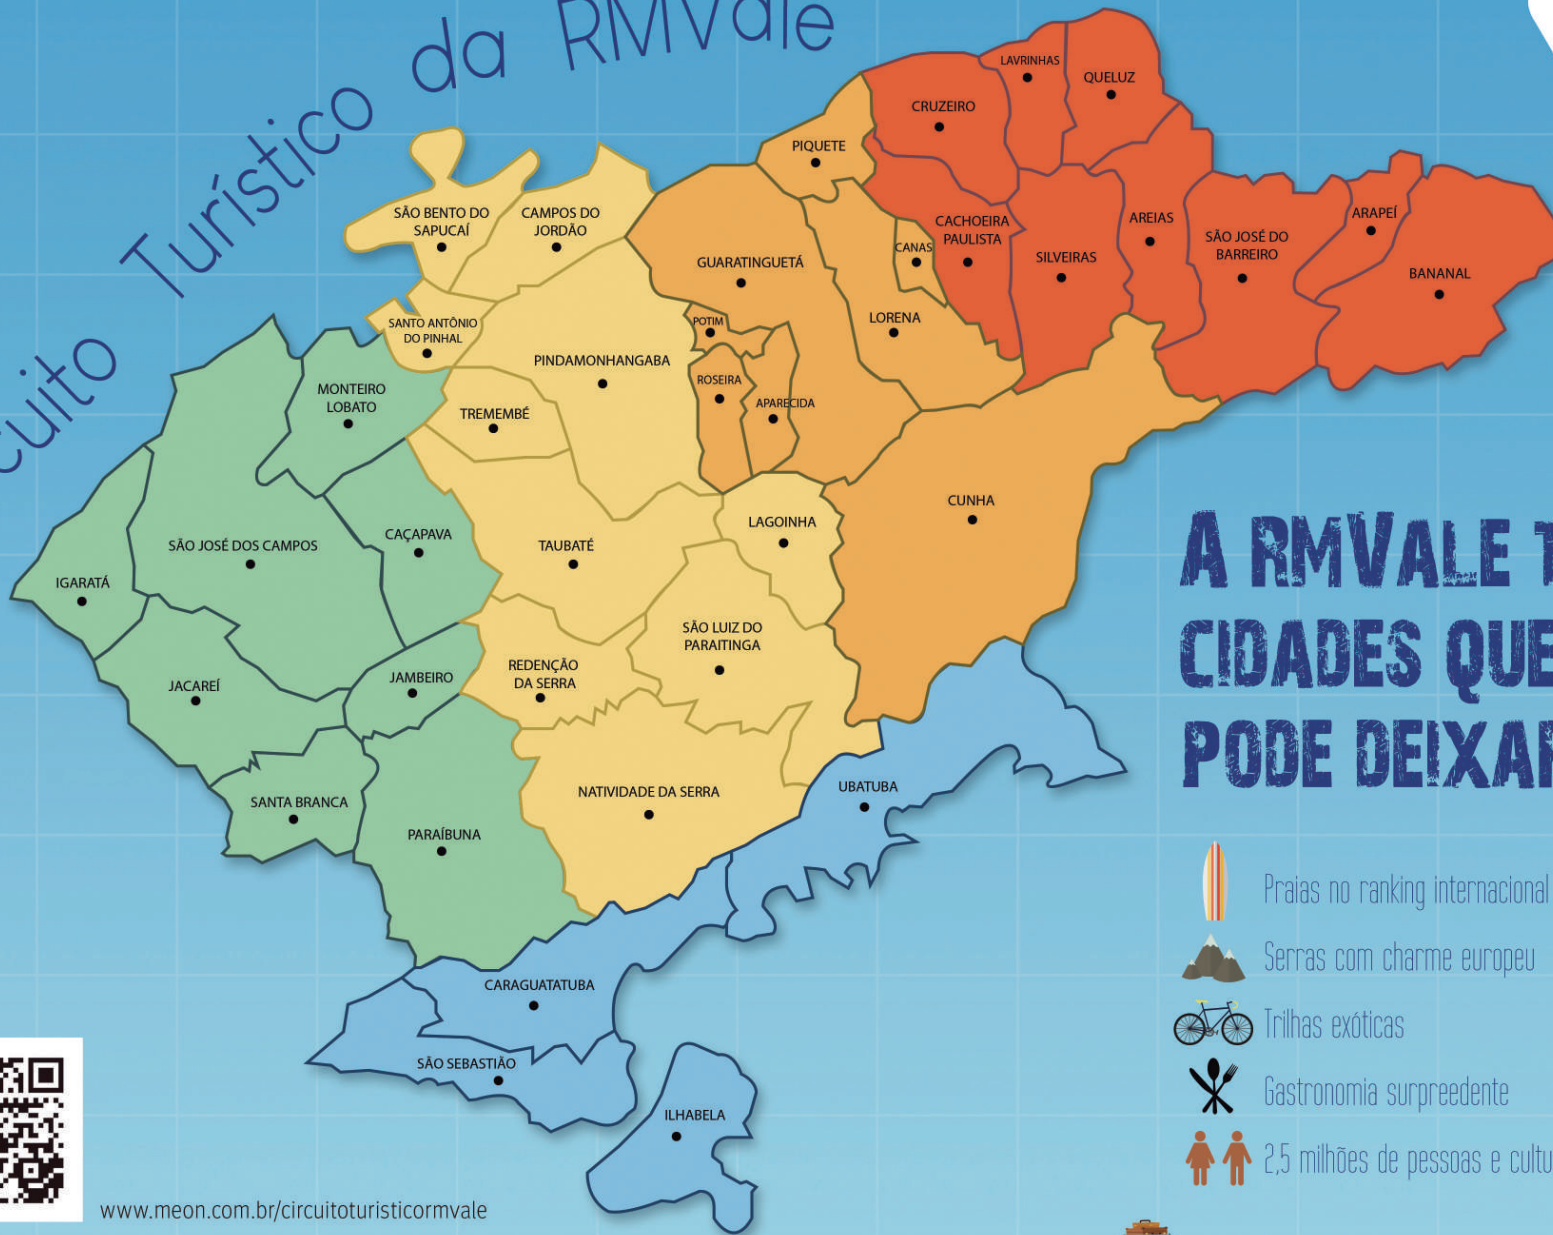 Turístico da RMVale
LAVRINHAS
QUELUZ
CRUZEIRO
PIQUETE
SÃO BENTO DO
SAPUCAÍ
CAMPOS DO
JORDÃO
CACHOEIRA
PAULISTA
AREIAS
ARAPEÍ
SÃO JOSÉ DO
BARREIRO
CANAS
SILVEIRAS
GUARATINGUETÁ
BANANAL
LORENA
POTIM
SANTO ANTÔNIO
DO PINHAL
PINDAMONHANGABA
ROSEIRA
APARECIDA
MONTEIRO
LOBATO
TREMEMBÉ
CUNHA
LAGOINHA
CAÇAPAVA
SÃO JOSÉ DOS CAMPOS
TAUBATÉ
IGARATÁ
SÃO LUIZ DO
PARAITINGA
REDENÇÃO
DA SERRA
JAMBEIRO
JACAREÍ
UBATUBA
NATIVIDADE DA SERRA
SANTA BRANCA
PARAÍBUNA
CARAGUATATUBA
SÃO SEBASTIÃO
ILHABELA
A RMVALE
CIDADES QUE
PODE DEIXAR
Praias no ranking internacional
Serras com charme europeu
Trilhas exóticas
Gastronomia surpreedente
2,5 milhões de pessoas e
www.meon.com.br/circuitoturisticormvale